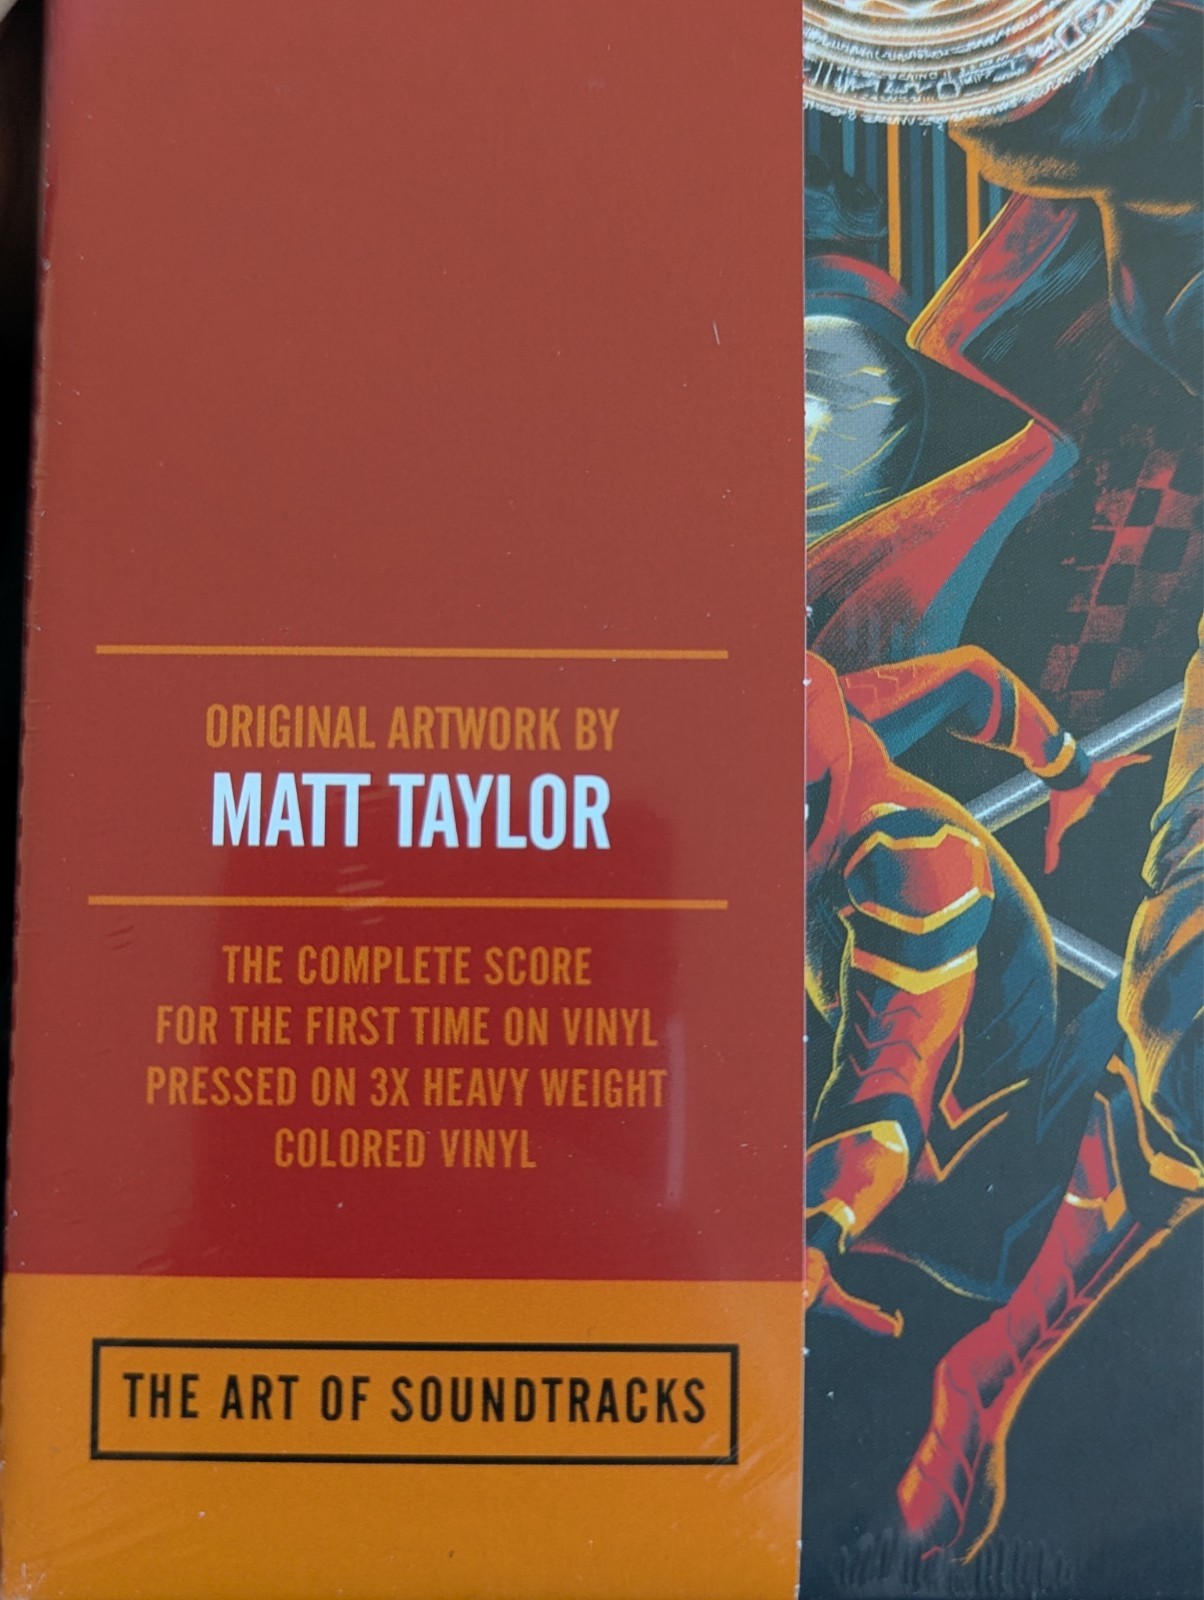 ORIGINAL ARTWORK BY
MATT TAYLOR
THE COMPLETE SCORE
FOR THE FIRST TIME ON VINYL
PRESSED ON 3X HEAVY WEIGHT
COLORED VINYL
THE ART OF SOUNDTRACKS